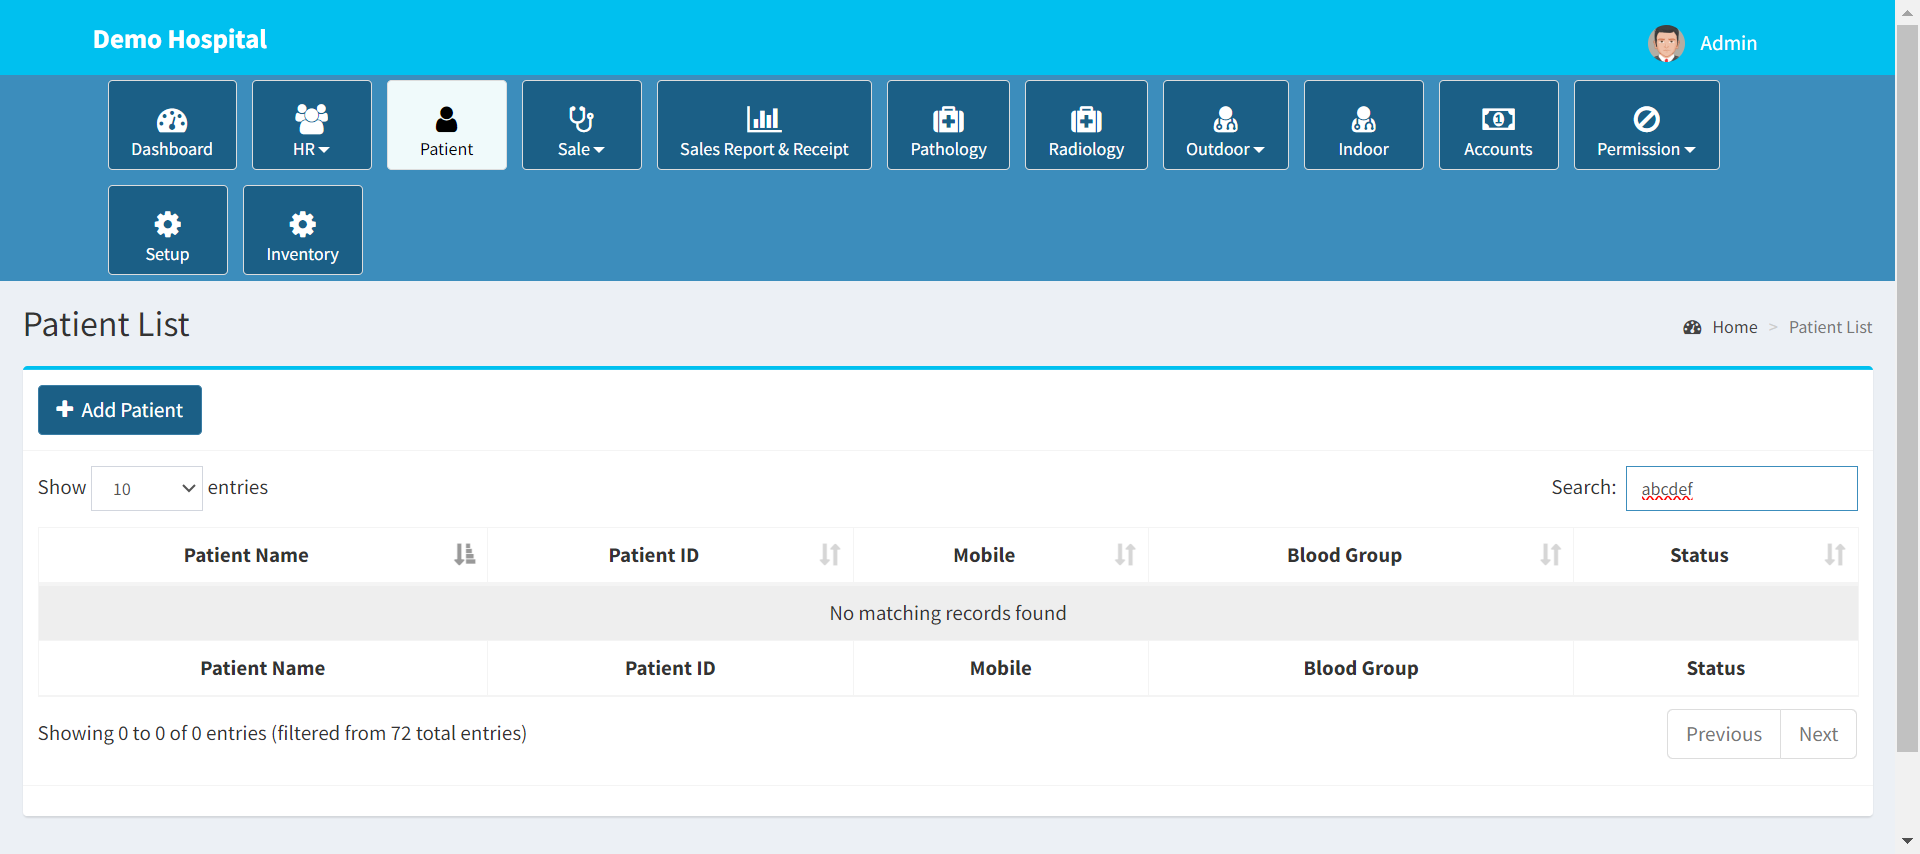 Demo Hospital
Admin
Dashboard
HR
Patient
Sale
Sales Report & Receipt
Pathology
Radiology
Outdoor
Indoor
Accounts
Permission
Setup
Inventory
Patient List
Home > Patient List
Add Patient
Show 10 entries
Search: abcdef
Patient Name Patient ID Mobile Blood Group Status
No matching records found
Patient Name Patient ID Mobile Blood Group Status
Showing 0 to 0 of 0 entries (filtered from 72 total entries)
Previous Next